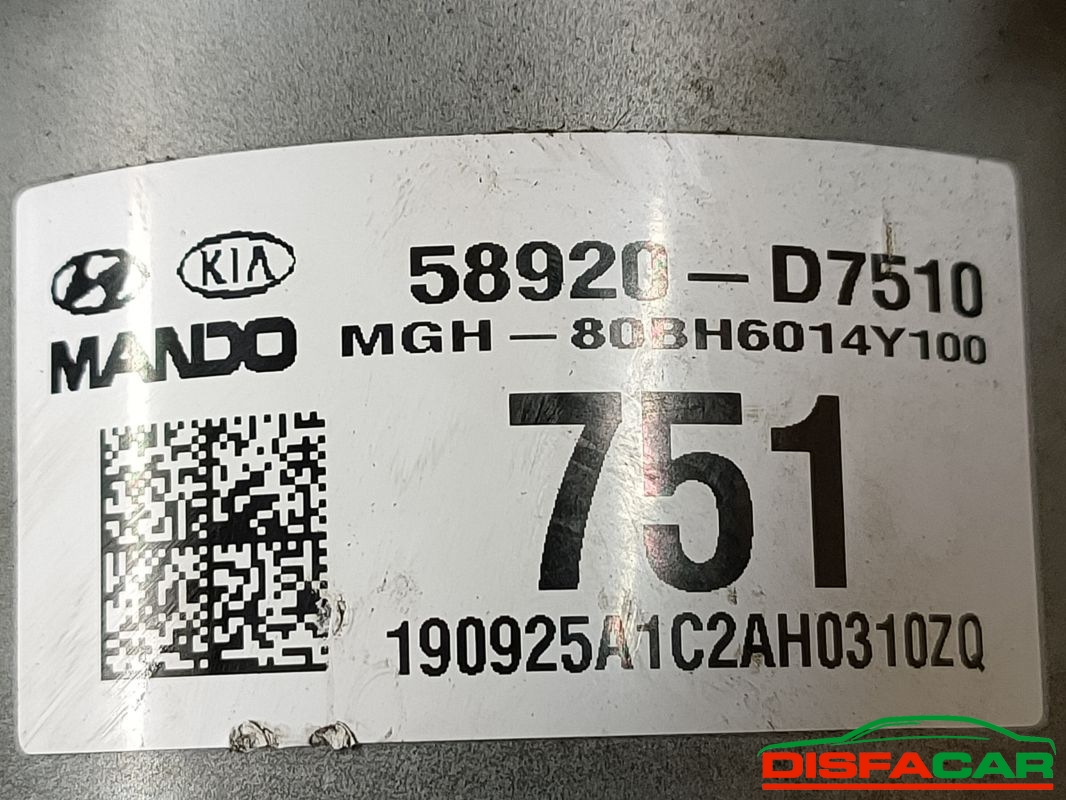 KIA
58920-D7510
MANDO
MGH-80BH6014Y100
751
190925A1C2AH0310ZQ
DISFACAR